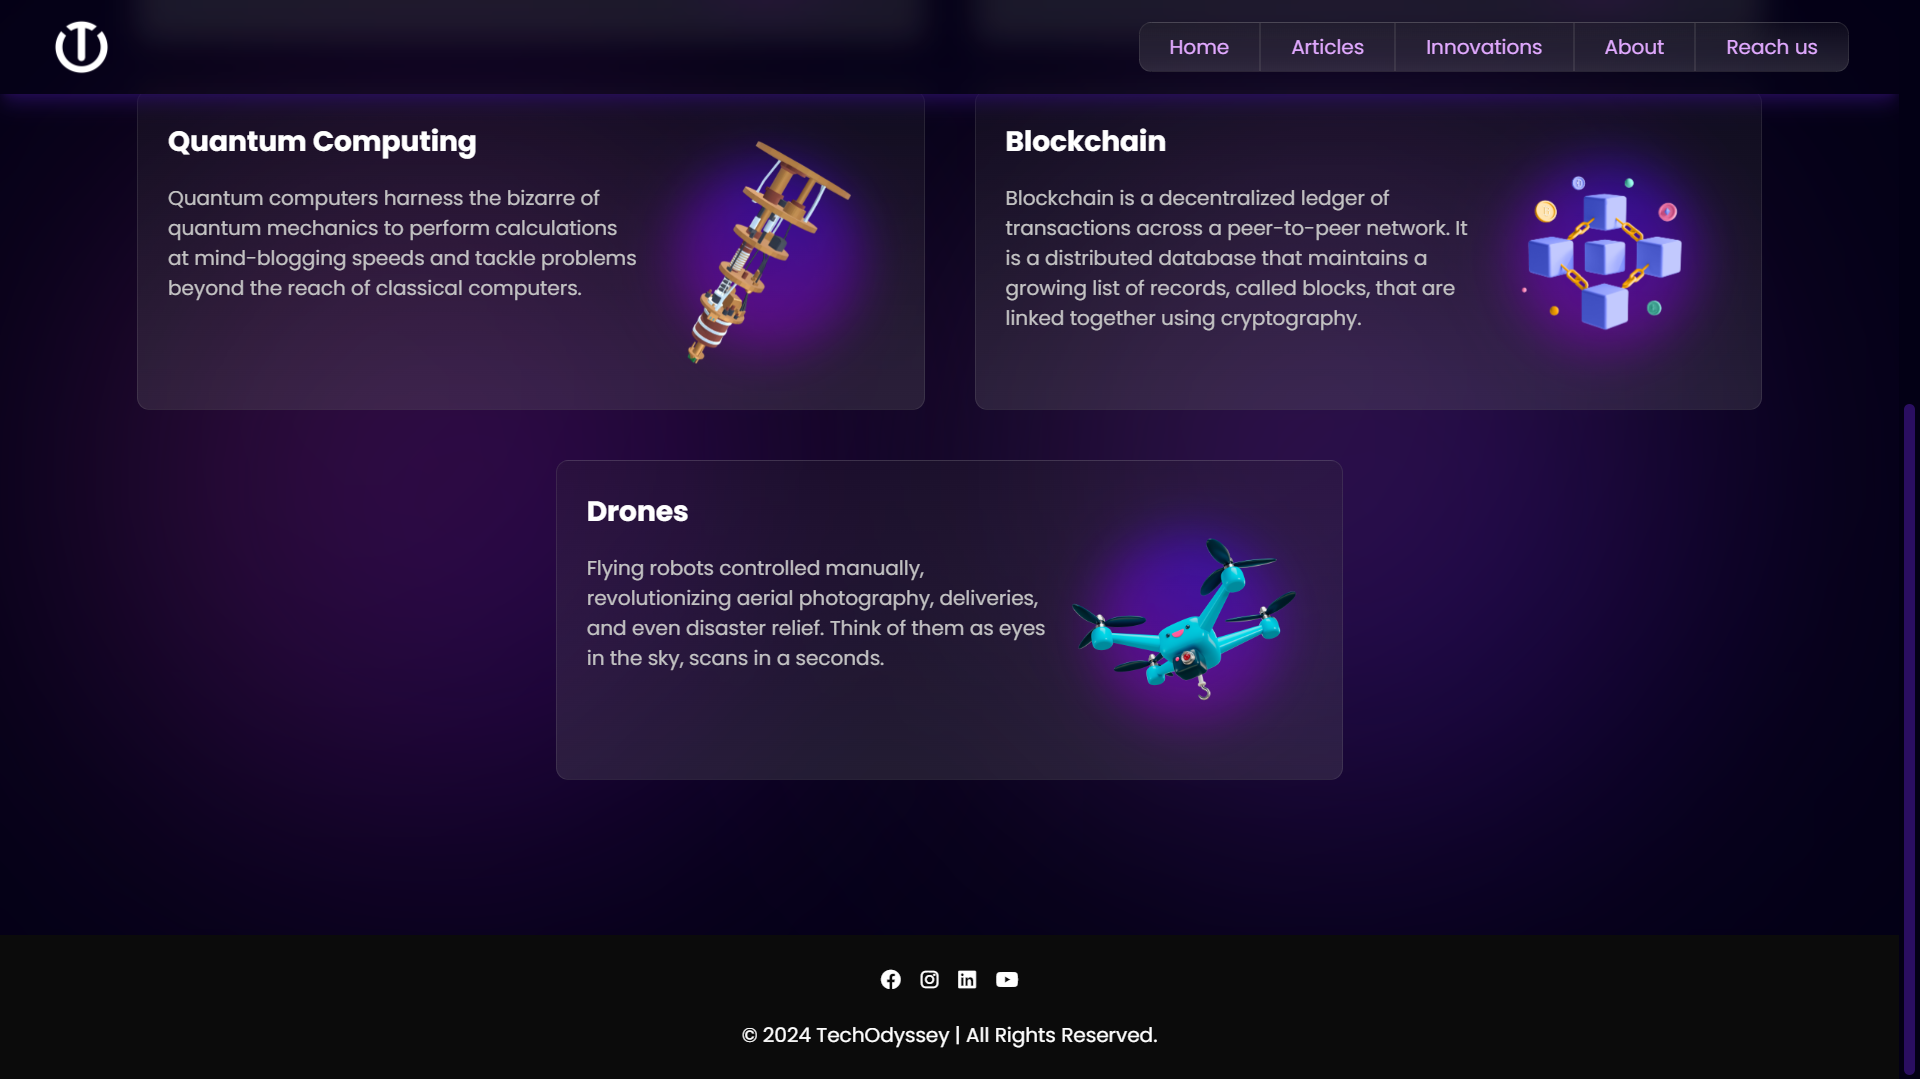 Home
Articles
Innovations
About
Reach us
Quantum Computing
Quantum computers harness the bizarre of
quantum mechanics to perform calculations
at mind-blogging speeds and tackle problems
beyond the reach of classical computers.
Blockchain
Blockchain is a decentralized ledger of
transactions across a peer-to-peer network. It
is a distributed database that maintains a
growing list of records, called blocks, that are
linked together using cryptography.
Drones
Flying robots controlled manually,
revolutionizing aerial photography, deliveries,
and even disaster relief. Think of them as eyes
in the sky, scans in a seconds.
© 2024 TechOdyssey | All Rights Reserved.